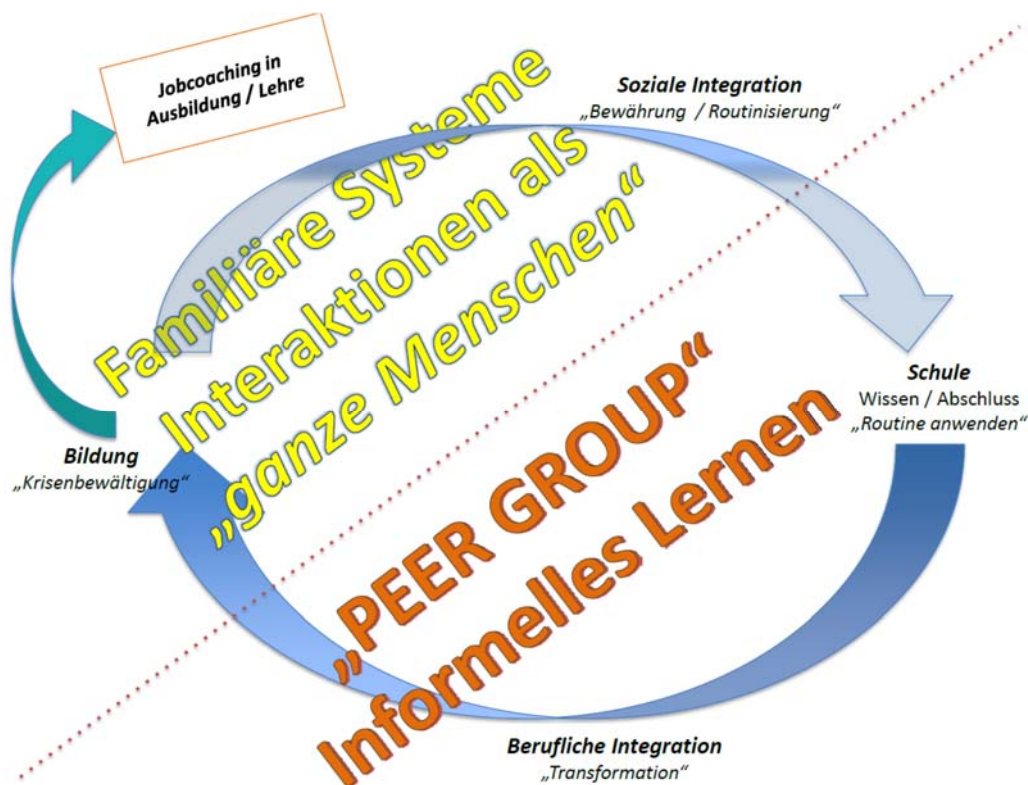 Jobcoaching in
Ausbildung / Lehre
Soziale Integration
„Bewährung / Routinisierung“
Familiäre Systeme
Interaktionen als
„ganze Menschen“
Schule
Wissen / Abschluss
„Routine anwenden“
Bildung
„Krisenbewältigung“
„PEER GROUP“
Informelles Lernen
Berufliche Integration
„Transformation“